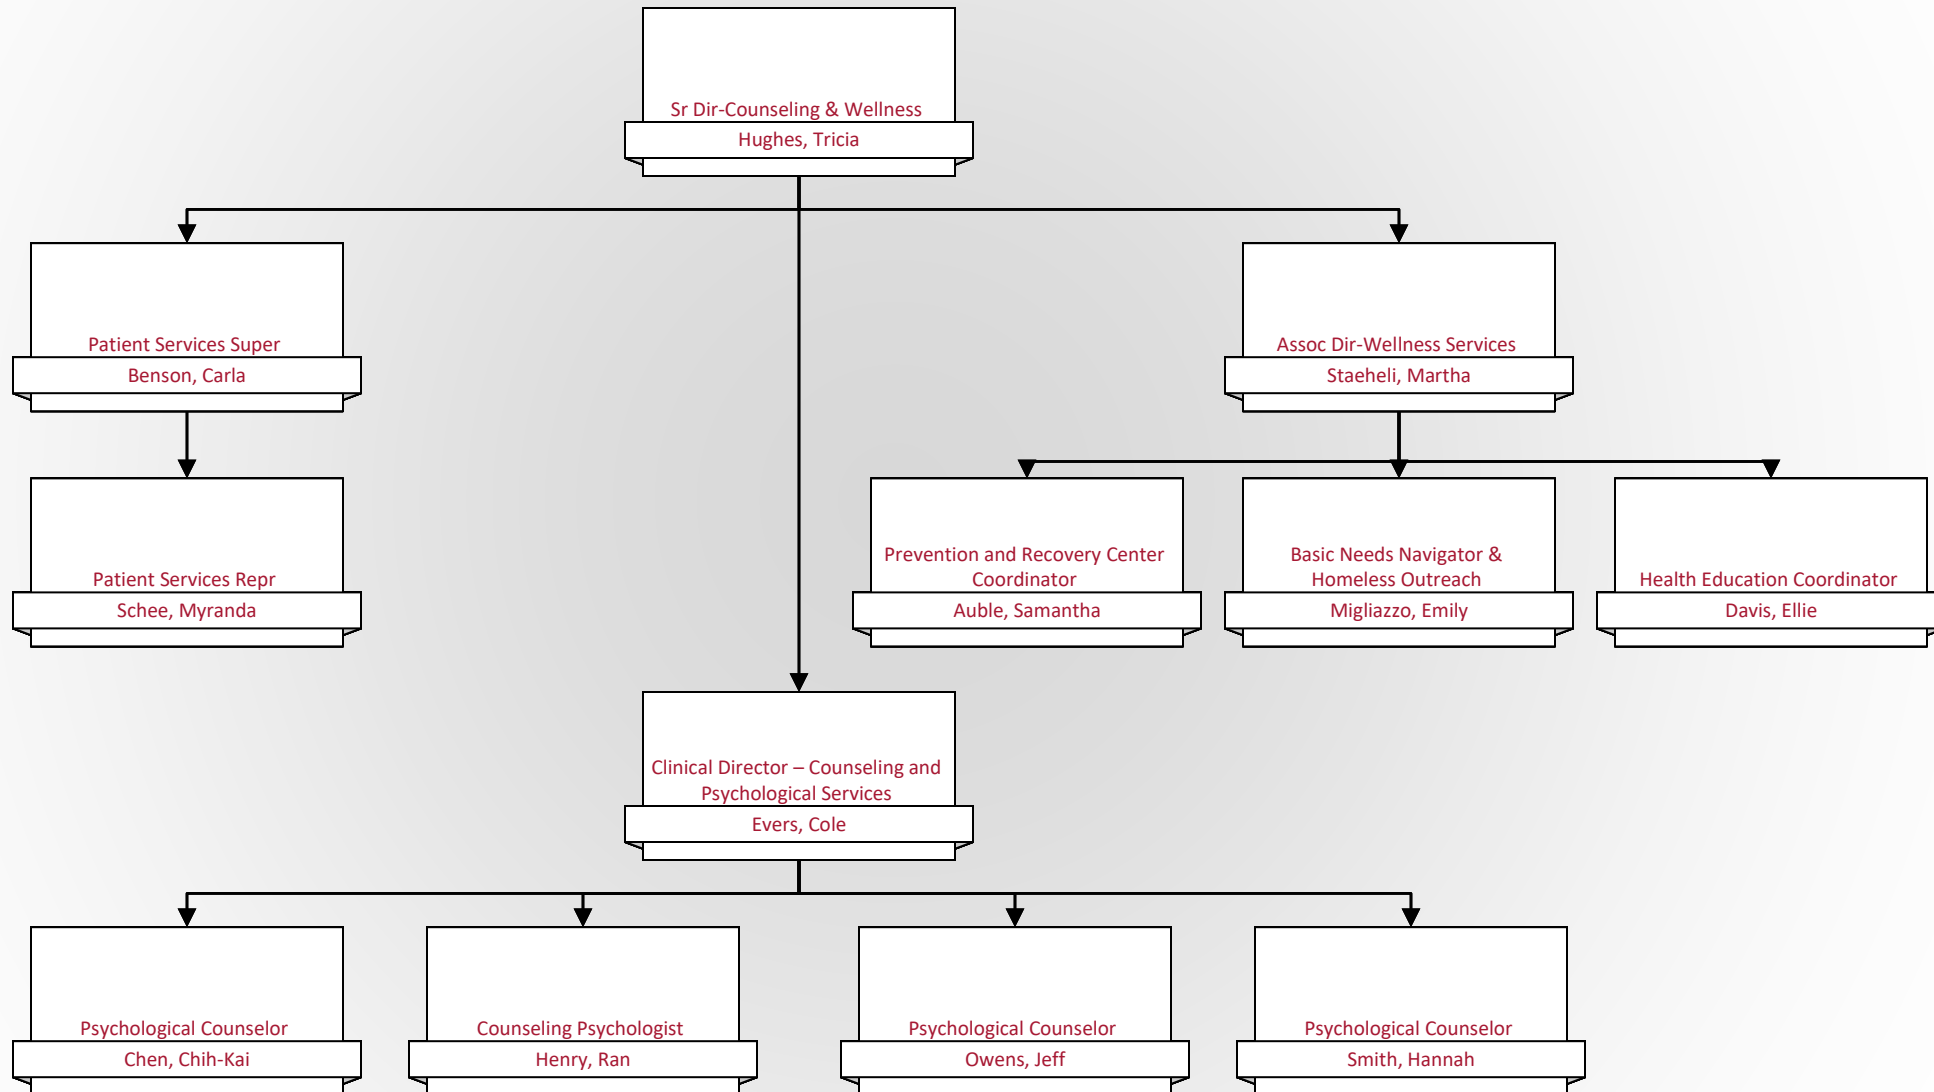 Sr Dir-Counseling & Wellness
Hughes, Tricia
Patient Services Super
Benson, Carla
Assoc Dir-Wellness Services
Staeheli, Martha
Patient Services Repr
Schee, Myranda
Prevention and Recovery Center
Coordinator
Auble, Samantha
Basic Needs Navigator &
Homeless Outreach
Migliazzo, Emily
Health Education Coordinator
Davis, Ellie
Clinical Director – Counseling and
Psychological Services
Evers, Cole
Psychological Counselor
Chen, Chih-Kai
Counseling Psychologist
Henry, Ran
Psychological Counselor
Owens, Jeff
Psychological Counselor
Smith, Hannah